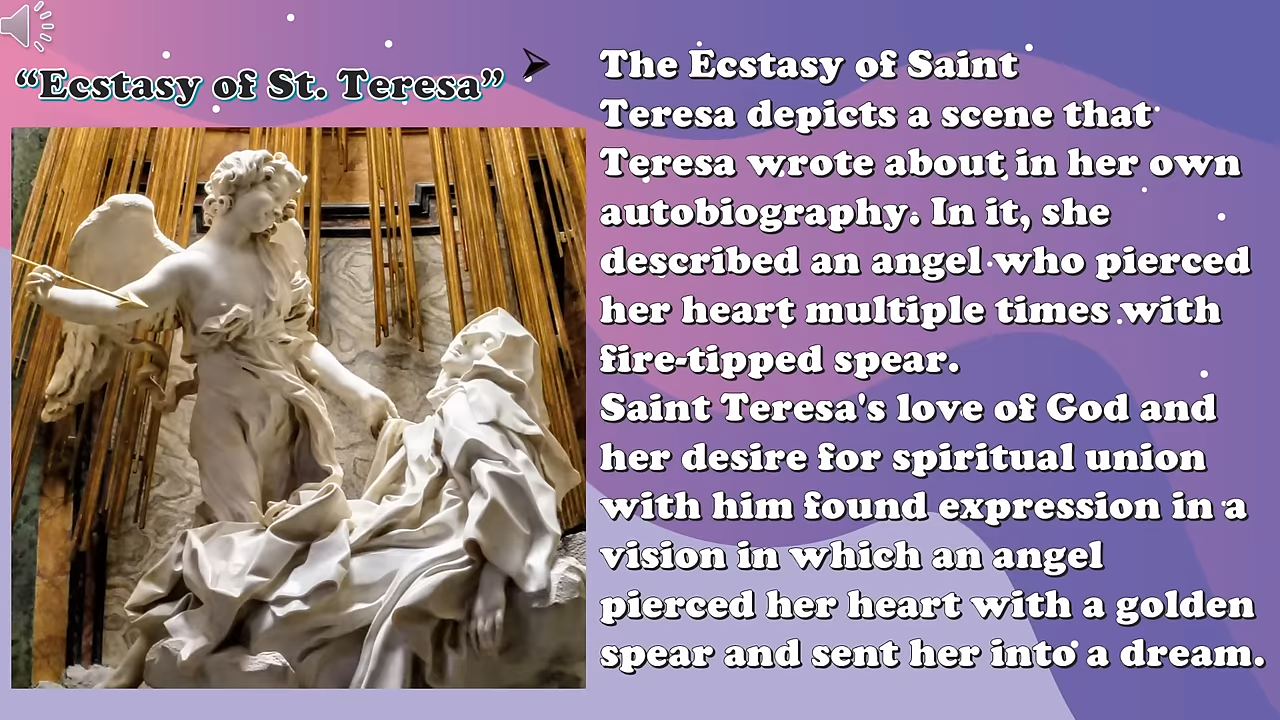 “Ecstasy of St. Teresa”
The Ecstasy of Saint
Teresa depicts a scene that
Teresa wrote about in her own
autobiography. In it, she
described an angel who pierced
her heart multiple times with
fire-tipped spear.
Saint Teresa's love of God and
her desire for spiritual union
with him found expression in a
vision in which an angel
pierced her heart with a golden
spear and sent her into a dream.